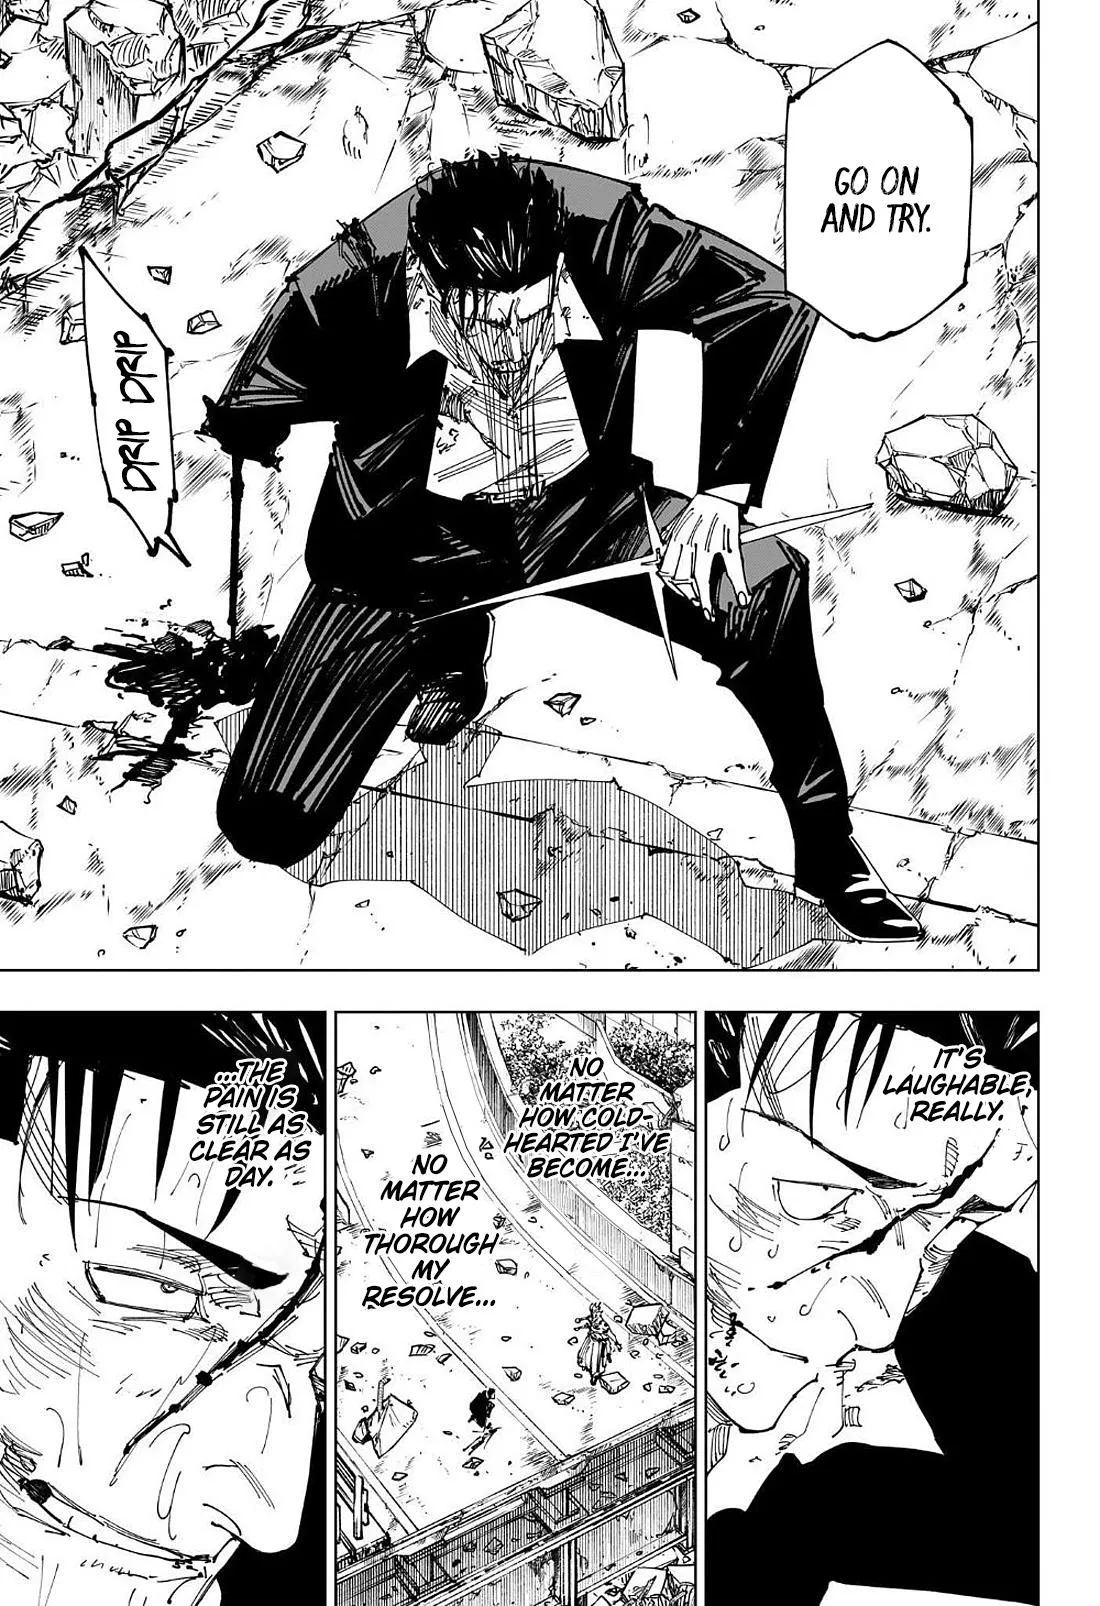 GO ON
AND TRY.
DRIP DRIP
IT'S
LAUGHABLE,
REALLY.
NO
MATTER
HOW COLD-
HEARTED I'VE
BECOME...
NO
MATTER
HOW
THOROUGH
MY
RESOLVE...
...THE
PAIN IS
STILL AS
CLEAR AS
DAY.